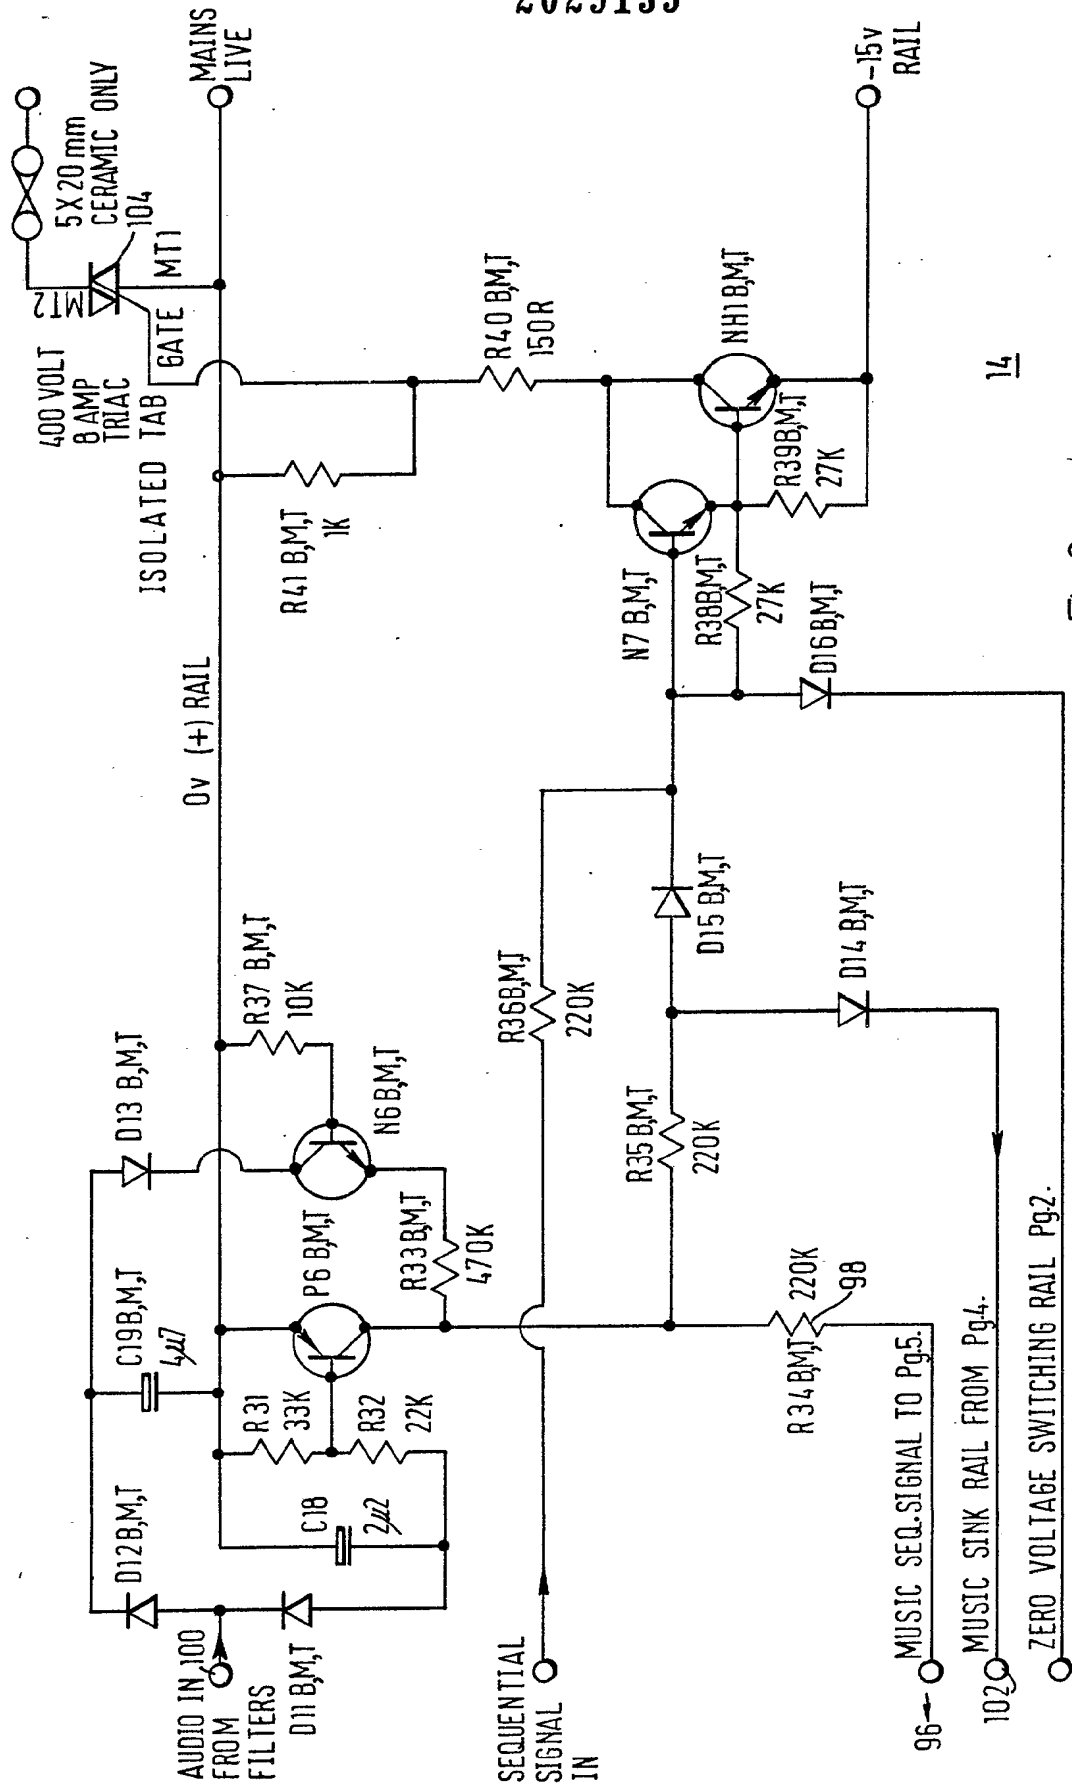 2025133
5X20mm
CERAMIC ONLY
104
MT2
MT1
GATE
400 VOLT
8 AMP
TRIAC
ISOLATED TAB
MAINS
LIVE
0v (+) RAIL
R41 B,M,T
1K
R40 B,M,T
150R
NH1B,M,T
R39B,M,T
27K
-15v
RAIL
14
N7 B,M,T
R38B,M,T
27K
D16B,M,T
D15 B,M,T
D14 B,M,T
R36B,M,T
220K
R35B,M,T
220K
D13 B,M,T
R37 B,M,T
10K
N6B,M,T
C19B,M,T
4µ7
P6 B,M,T
R33B,M,T
470K
R31
33K
R32
22K
D12B,M,T
C18
2µ2
AUDIO IN 100
FROM
FILTERS
D11 B,M,T
SEQUENTIAL
SIGNAL
IN
R34B,M,T
220K
98
MUSIC SEQ.SIGNAL TO Pg.5.
96
MUSIC SINK RAIL FROM Pg.4.
102
ZERO VOLTAGE SWITCHING RAIL Pg.2.